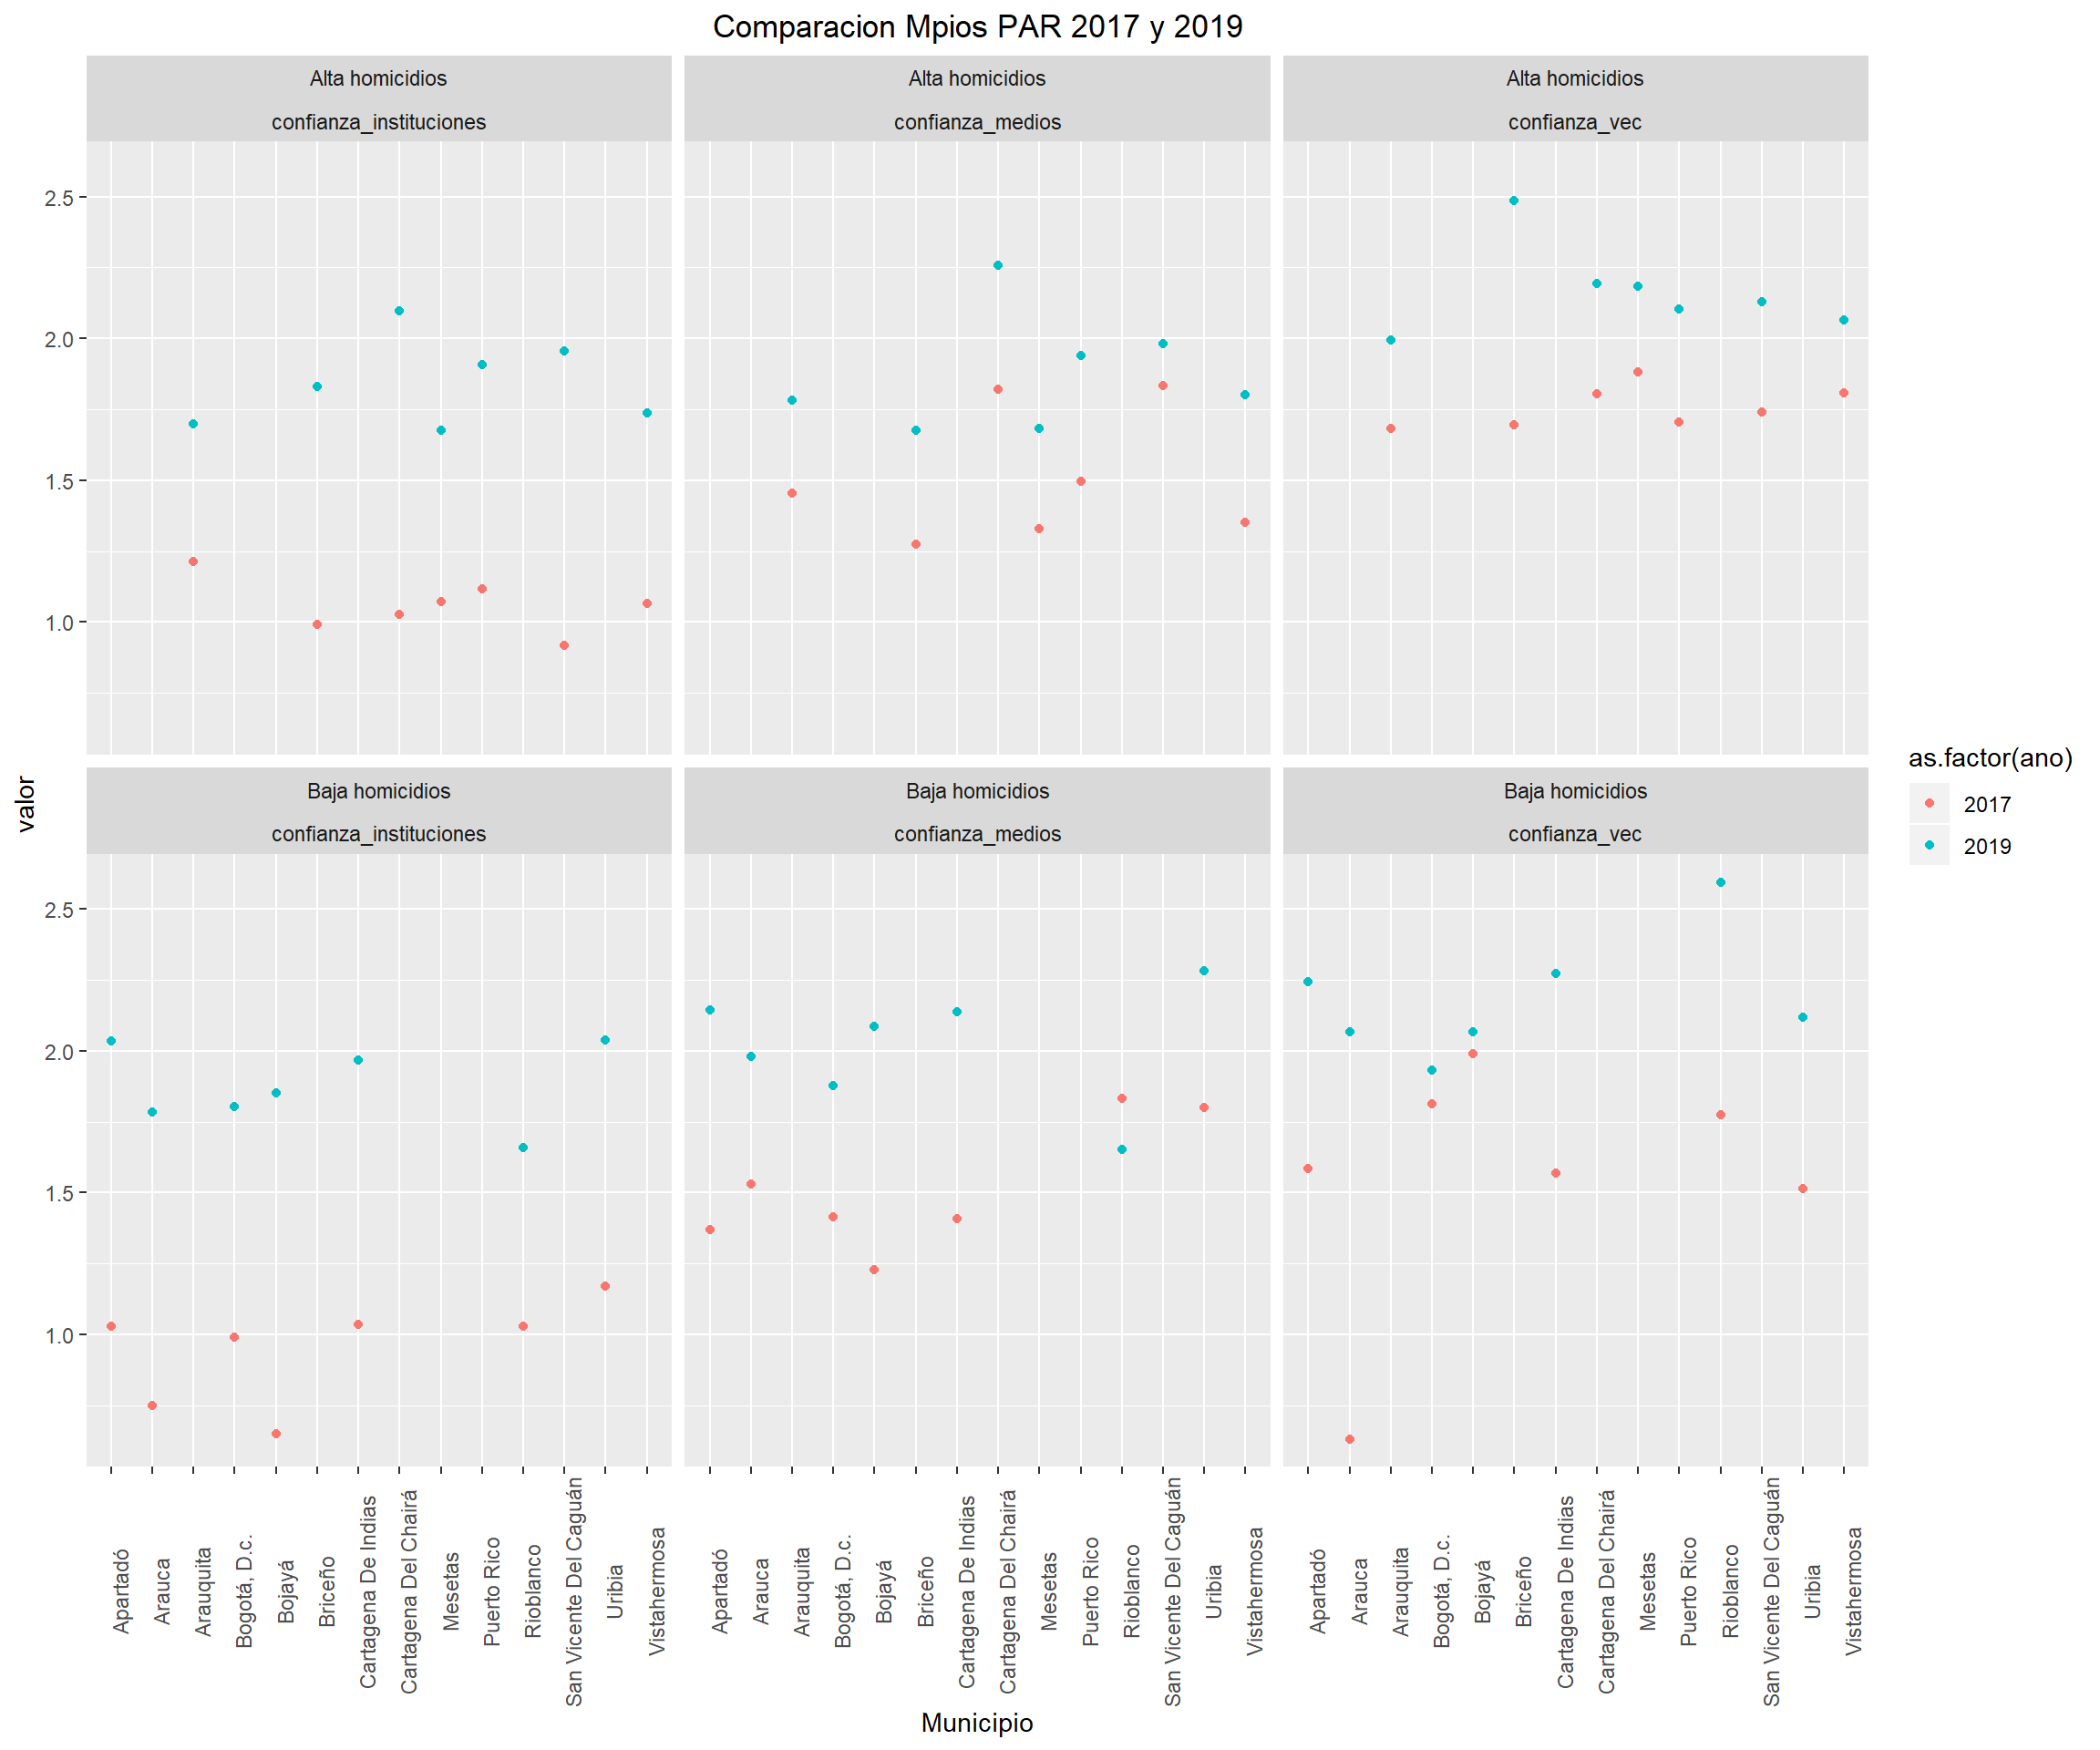 Comparacion Mpios PAR 2017 y 2019
Alta homicidios
confianza_instituciones
Alta homicidios
confianza_medios
Alta homicidios
confianza_vec
2.5
2.0
1.5
1.0
Baja homicidios
confianza_instituciones
Baja homicidios
confianza_medios
Baja homicidios
confianza_vec
2.5
2.0
1.5
1.0
valor
Apartadó
Arauca
Arauquita
Bogotá, D.c.
Bojayá
Briceño
Cartagena De Indias
Cartagena Del Chairá
Mesetas
Puerto Rico
Rioblanco
San Vicente Del Caguán
Uribia
Vistahermosa
Apartadó
Arauca
Arauquita
Bogotá, D.c.
Bojayá
Briceño
Cartagena De Indias
Cartagena Del Chairá
Mesetas
Puerto Rico
Rioblanco
San Vicente Del Caguán
Uribia
Vistahermosa
Apartadó
Arauca
Arauquita
Bogotá, D.c.
Bojayá
Briceño
Cartagena De Indias
Cartagena Del Chairá
Mesetas
Puerto Rico
Rioblanco
San Vicente Del Caguán
Uribia
Vistahermosa
Municipio
as.factor(ano)
2017
2019